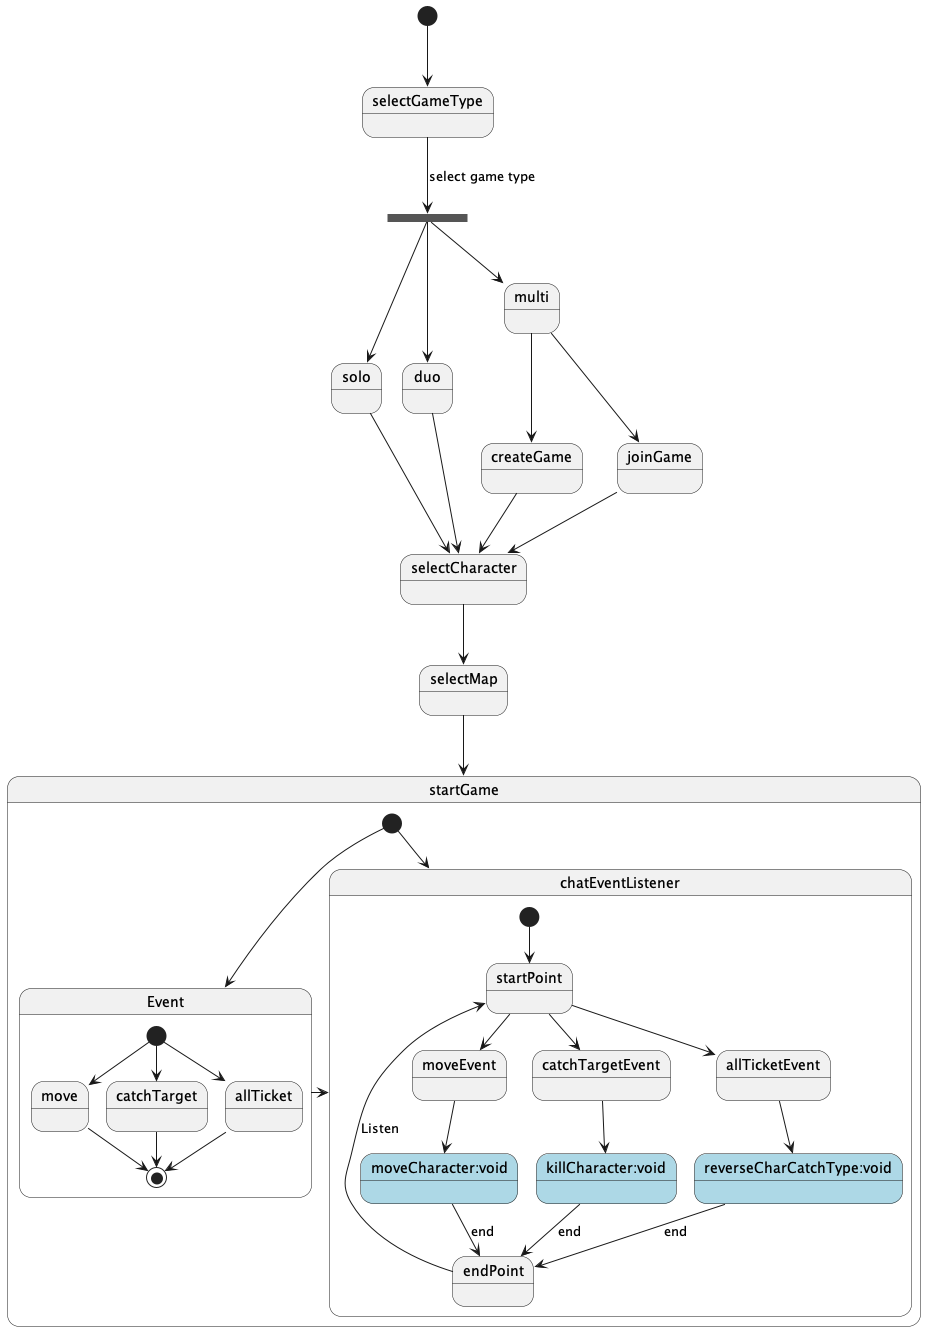 selectGameType
select game type
multi
solo
duo
createGame
joinGame
selectCharacter
selectMap
startGame
chatEventListener
startPoint
Event
moveEvent
catchTargetEvent
allTicketEvent
move
catchTarget
allTicket
Listen
moveCharacter:void
killCharacter:void
reverseCharCatchType:void
end
end
end
endPoint